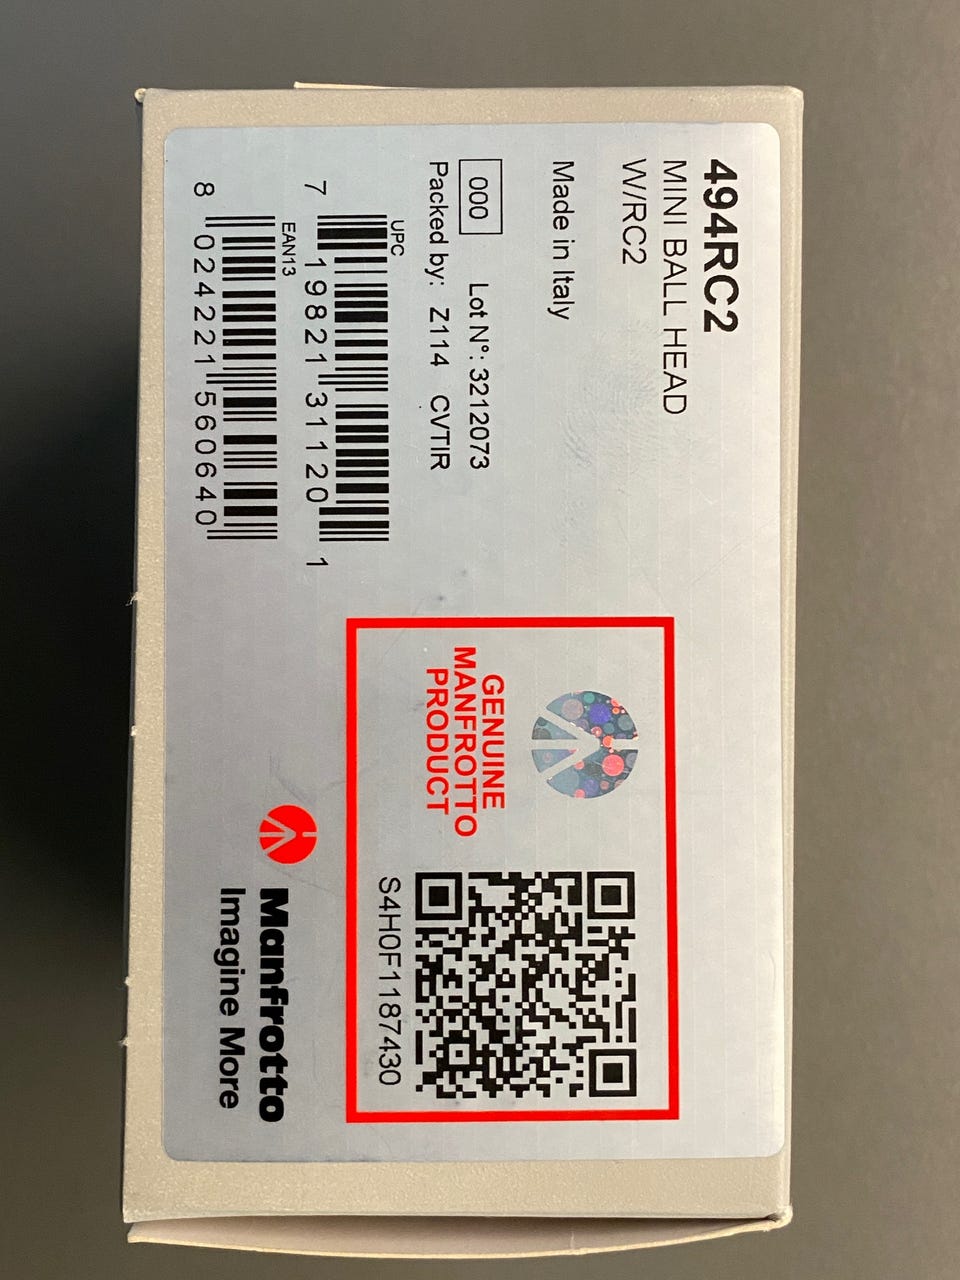 494RC2
MINI BALL HEAD
W/RC2
Made in Italy
000 Lot N°: 3212073
Packed by: Z114 CVTIR
UPC
7 19821 31120 1
EAN13
8 024221 560640
GENUINE
MANFROTTO
PRODUCT
S4H0F1187430
Manfrotto
Imagine More